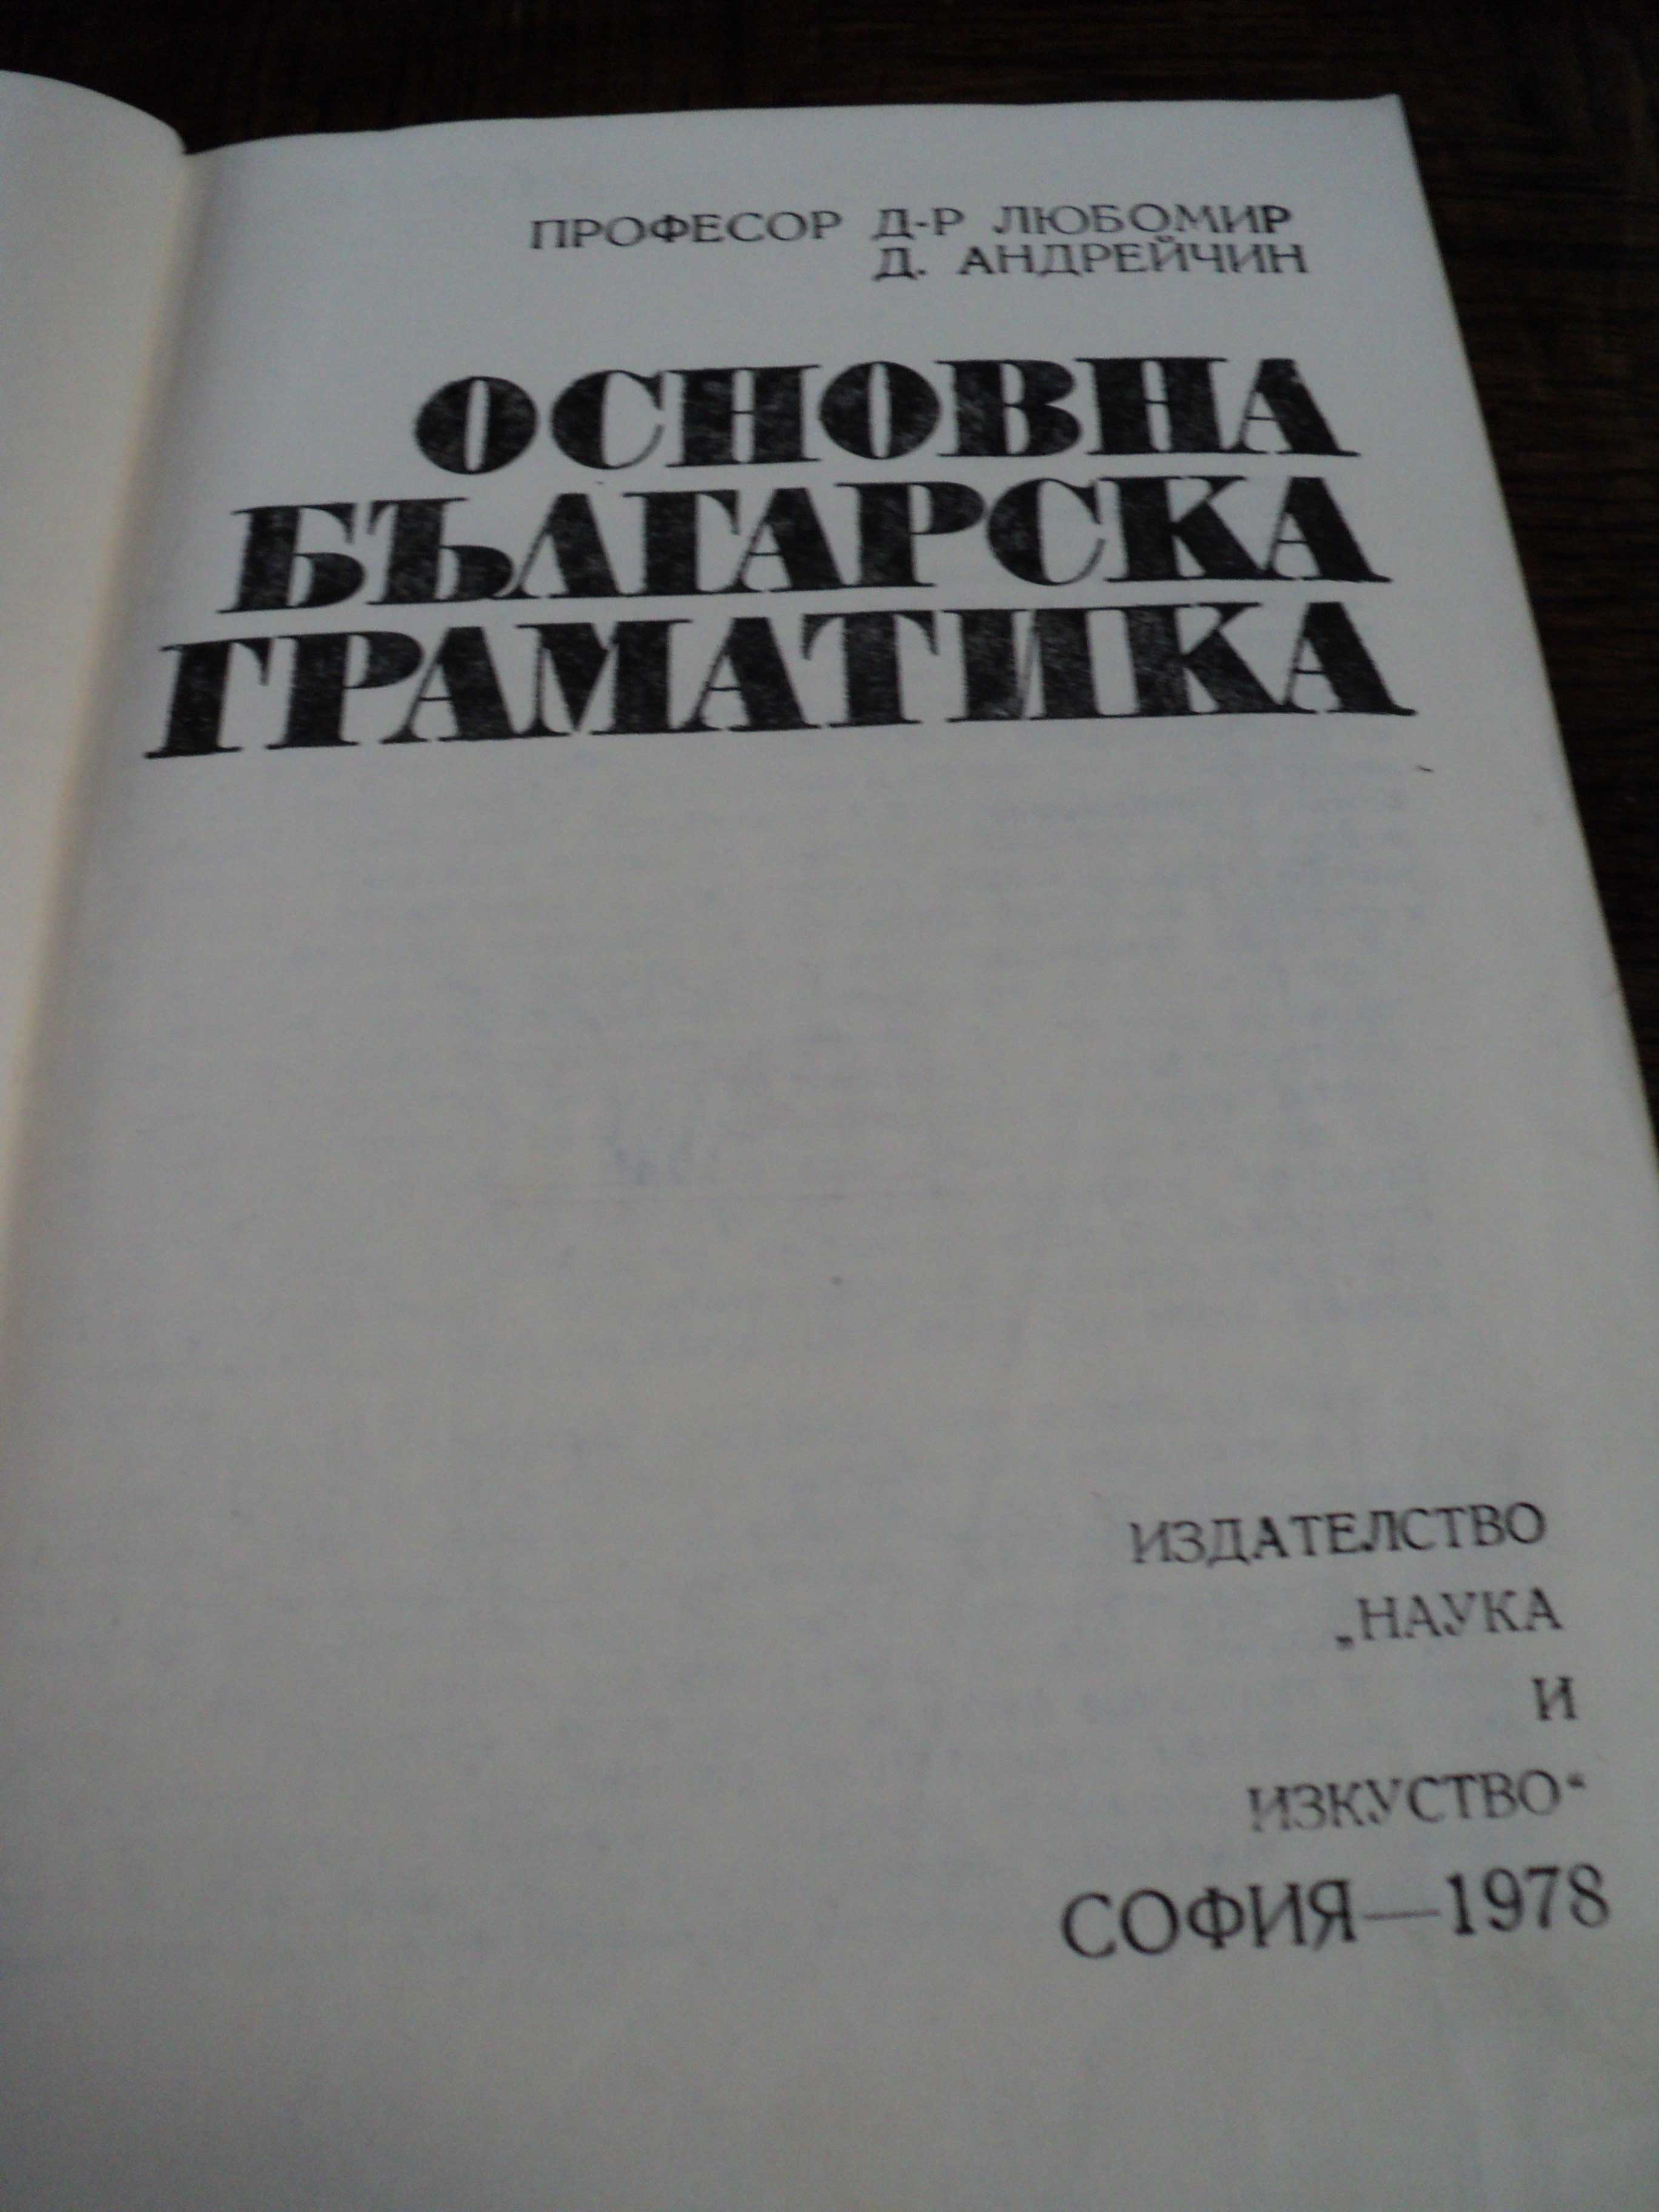 ПРОФЕСОР Д-Р ЛЮБОМИР
Д. АНДРЕЙЧИН
ОСНОВНА
БЪЛГАРСКА
ГРАМАТИКА
ИЗДАТЕЛСТВО
„НАУКА
И
ИЗКУСТВО“
СОФИЯ—1978